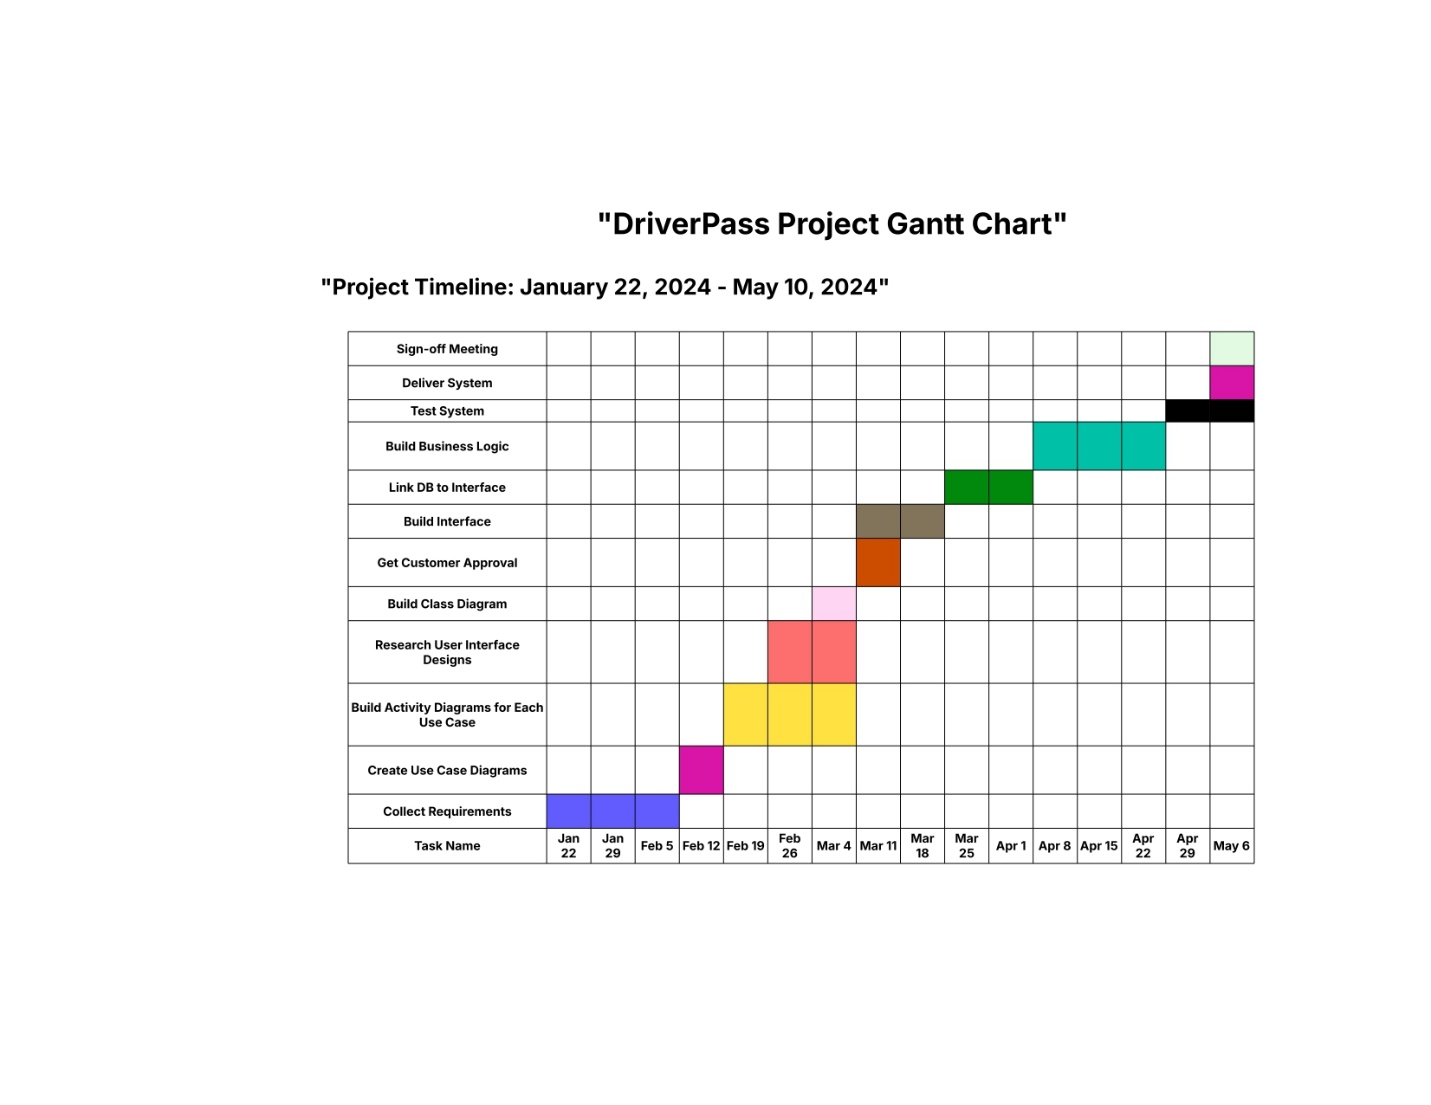 "DriverPass Project Gantt Chart"
"Project Timeline: January 22, 2024 - May 10, 2024"
Sign-off Meeting
Deliver System
Test System
Build Business Logic
Link DB to Interface
Build Interface
Get Customer Approval
Build Class Diagram
Research User Interface
Designs
Build Activity Diagrams for Each
Use Case
Create Use Case Diagrams
Collect Requirements
Task Name
Jan
22
Jan
29
Feb 5
Feb 12
Feb 19
Feb
26
Mar 4
Mar 11
Mar
18
Mar
25
Apr 1
Apr 8
Apr 15
Apr
22
Apr
29
May 6